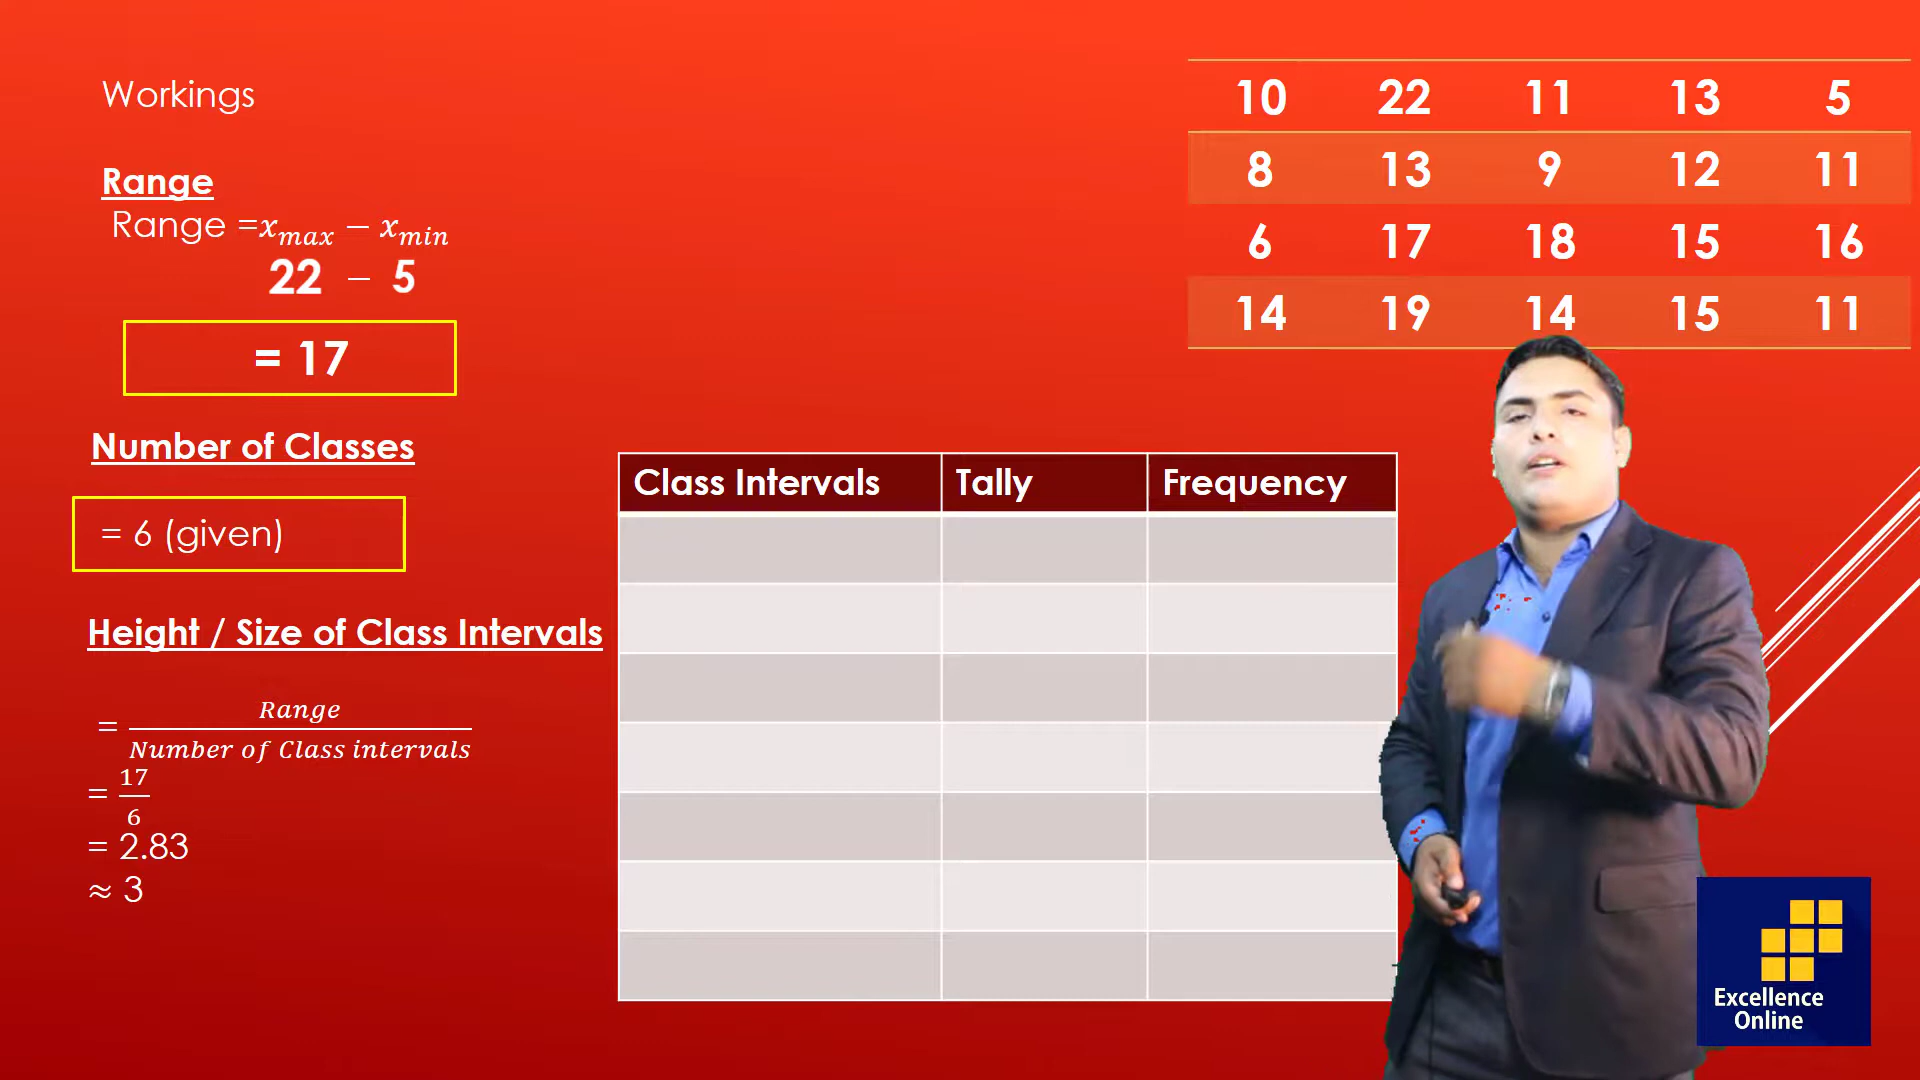 Workings
Range
Range =x_max − x_min
22 − 5
= 17
Number of Classes
= 6 (given)
Height / Size of Class Intervals
= Range / Number of Class intervals
= 17/6
= 2.83
≈ 3
10 22 11 13 5
8 13 9 12 11
6 17 18 15 16
14 19 14 15 11
Class Intervals Tally Frequency
Excellence
Online